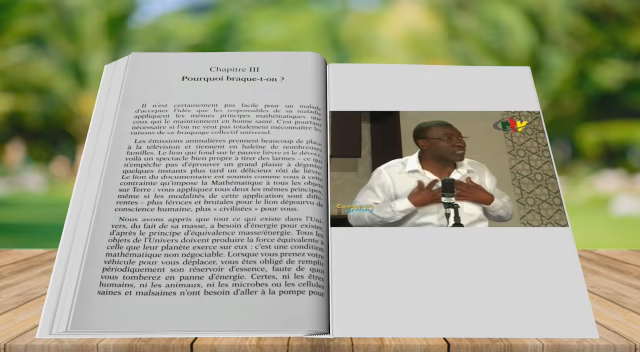 Chapitre III
Pourquoi braque-t-on ?
Il n'est certainement pas facile pour un malade
d'accepter l'idée que les responsables de sa maladie
appliquent les mêmes principes mathématiques que
ceux qui le maintiennent en bonne santé. C'est pourtant
nécessaire si l'on ne veut pas totalement méconnaître les
raisons de ce braquage collectif universel.
Les émissions animalières prennent beaucoup de place
à la télévision et tiennent en haleine de nombreuses
familles. Le lion qui fond sur le pauvre lièvre et le dévore,
voilà un spectacle bien propre à tirer des larmes – ce qui
n'empêche pas d'éprouver un grand plaisir à déguster
quelques instants plus tard un délicieux rôti de lièvre.
Le lion du documentaire est soumis comme vous à cette
contrainte qu'impose la Mathématique à tous les objets
sur Terre : vous appliquez tous deux les mêmes principes,
même si les modalités de cette application sont diffé-
rentes – plus féroces et brutales pour le lion dépourvu de
conscience humaine, plus « civilisées » pour vous.
Nous avons appris que tout ce qui existe dans l'Uni-
vers, du fait de sa masse, a besoin d'énergie pour exister,
d'après le principe d'équivalence masse/énergie. Tous les
objets de l'Univers doivent produire la force équivalente à
celle que leur planète exerce sur eux : c'est une condition
mathématique non négociable. Lorsque vous prenez votre
véhicule pour vous déplacer, vous êtes obligé de remplir
périodiquement son réservoir d'essence, faute de quoi
vous tomberez en panne d'énergie. Certes, ni les êtres
humains, ni les animaux, ni les microbes ou les cellules
saines et malsaines n'ont besoin d'aller à la pompe pour